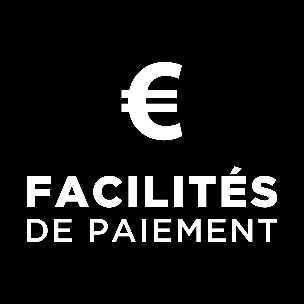 €
FACILITÉS
DE PAIEMENT